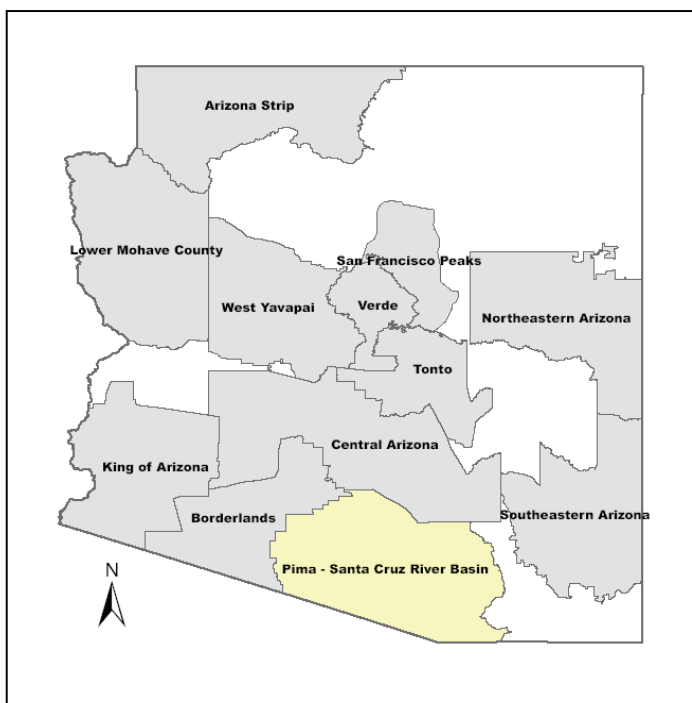 Arizona Strip
Lower Mohave County
San Francisco Peaks
West Yavapai
Verde
Northeastern Arizona
Tonto
Central Arizona
King of Arizona
Borderlands
Southeastern Arizona
Pima - Santa Cruz River Basin
N